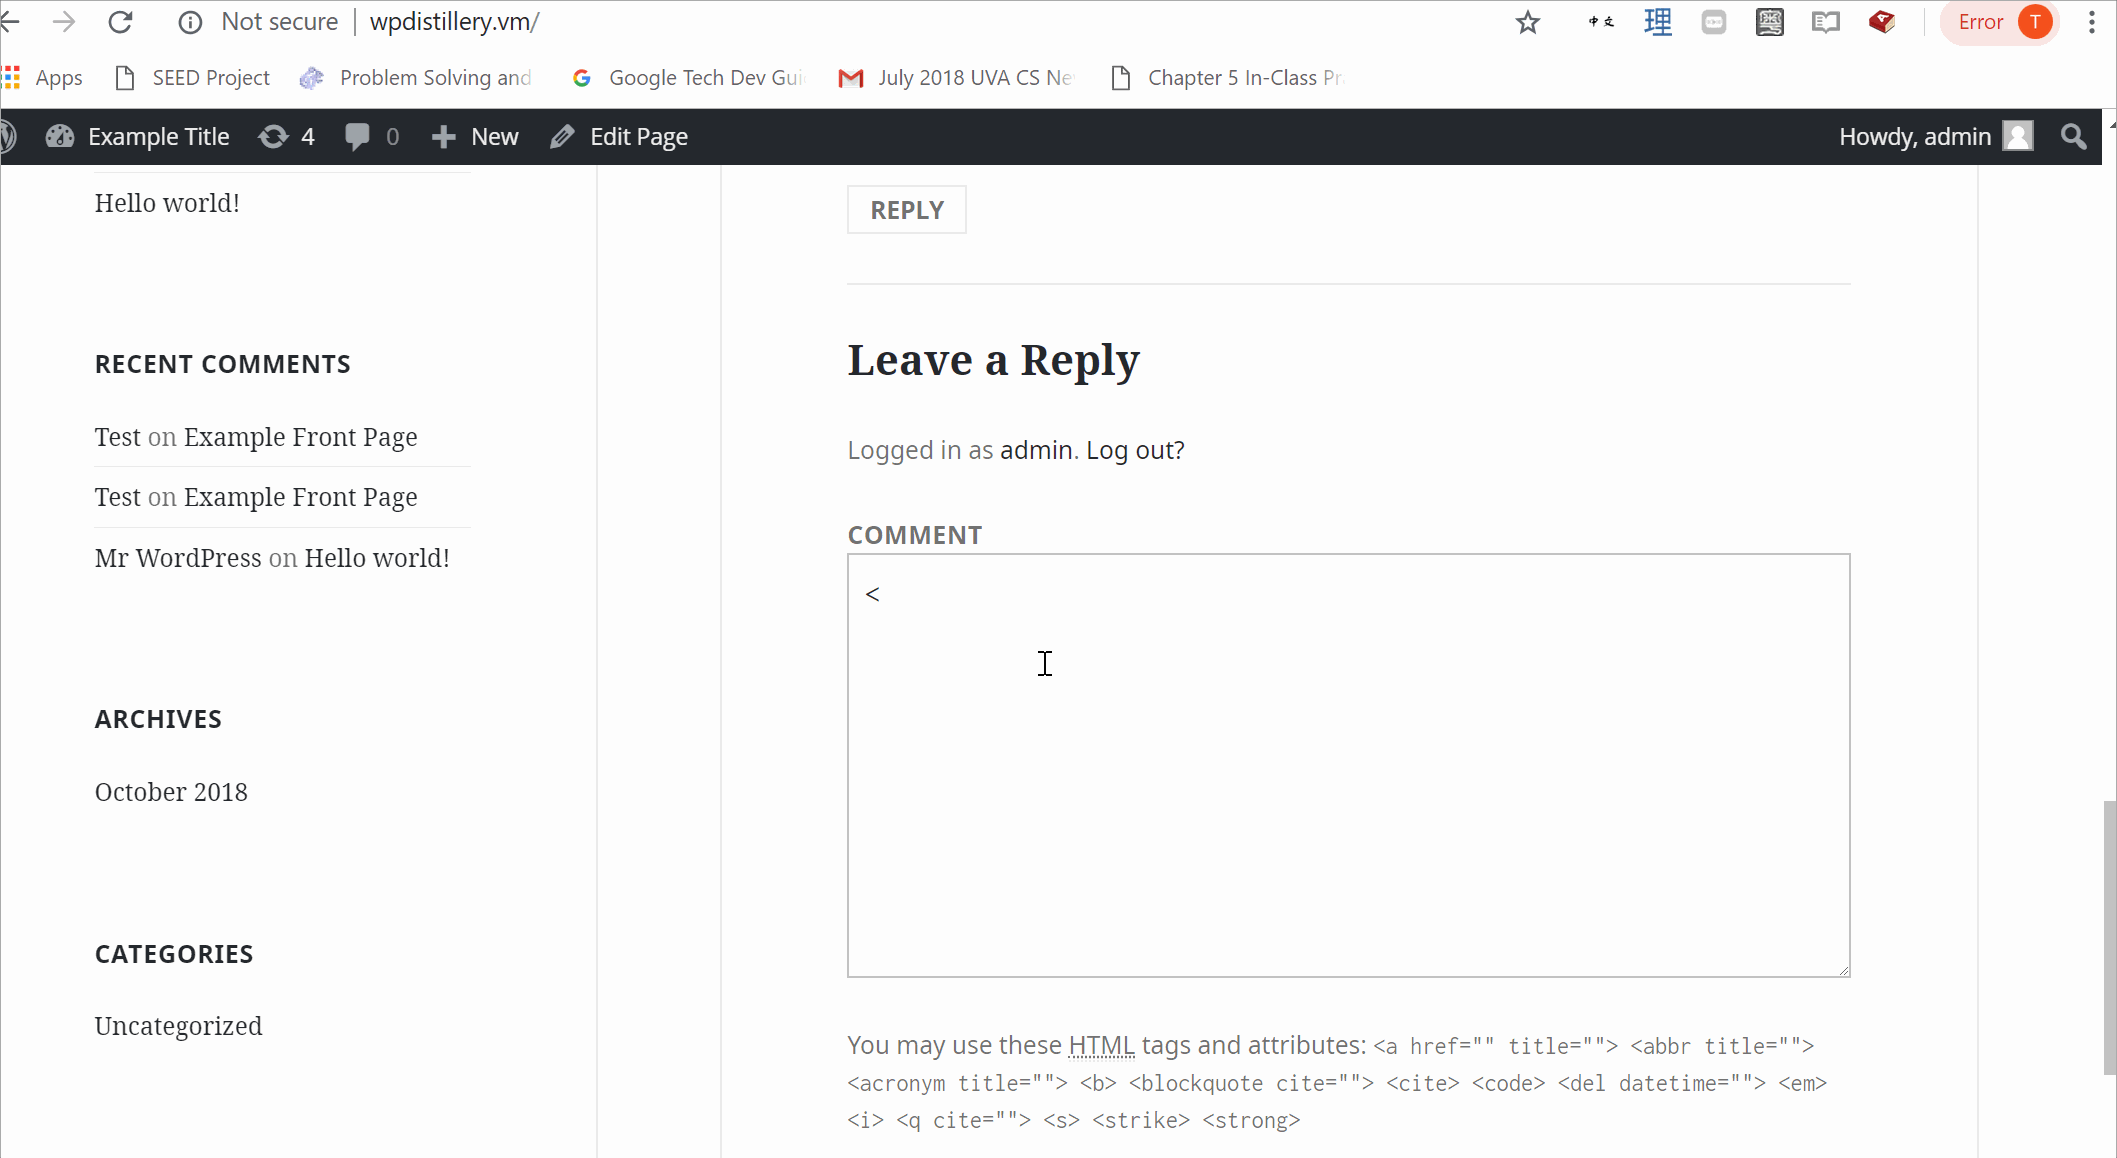 Not secure | wpdistillery.vm/
中文 理 Error T
Apps SEED Project Problem Solving and Google Tech Dev Gui July 2018 UVA CS Ne Chapter 5 In-Class Pr
Example Title 4 0 New Edit Page Howdy, admin
Hello world!
REPLY
RECENT COMMENTS
Test on Example Front Page
Test on Example Front Page
Mr WordPress on Hello world!
ARCHIVES
October 2018
CATEGORIES
Uncategorized
Leave a Reply
Logged in as admin. Log out?
COMMENT
<
You may use these HTML tags and attributes: <a href="" title=""> <abbr title="">
<acronym title=""> <b> <blockquote cite=""> <cite> <code> <del datetime=""> <em>
<i> <q cite=""> <s> <strike> <strong>